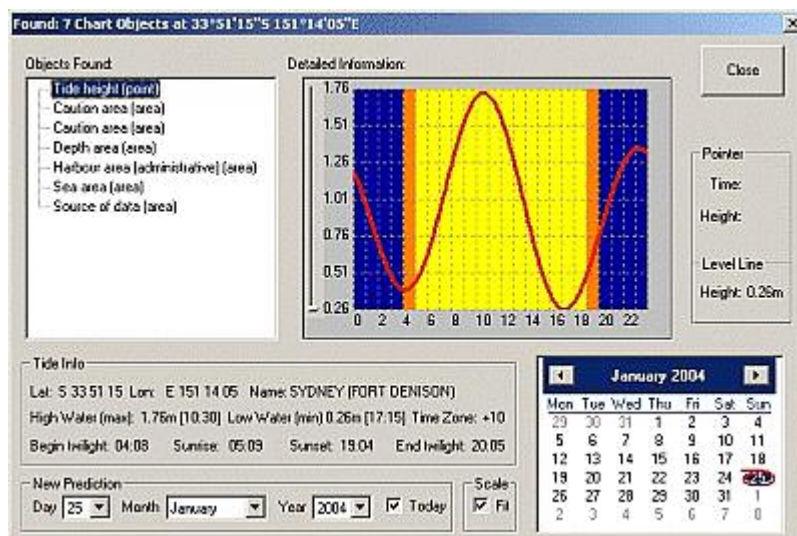 Found: 7 Chart Objects at 33°51'15"S 151°14'05"E
Objects Found:
Tide height (point)
Caution area (area)
Caution area (area)
Depth area (area)
Harbour area (administrative) (area)
Sea area (area)
Source of data (area)
Detailed Information:
1.76
1.51
1.26
1.01
0.76
0.51
0.26
0 2 4 6 8 10 12 14 16 18 20 22
Close
Pointer
Time:
Height:
Level Line
Height: 0.26m
Tide Info
Lat: S 33 51 15 Lon: E 151 14 05 Name: SYDNEY (FORT DENISON)
High Water (max): 1.76m [10:30] Low Water (min) 0.26m [17:15] Time Zone: +10
Begin twilight: 04:08 Sunrise: 05:09 Sunset: 19:04 End twilight: 20:05
New Prediction
Day 25 Month January Year 2004 Today
Scale
Fit
January 2004
Mon Tue Wed Thu Fri Sat Sun
29 30 31 1 2 3 4
5 6 7 8 9 10 11
12 13 14 15 16 17 18
19 20 21 22 23 24 25
26 27 28 29 30 31 1
2 3 4 5 6 7 8